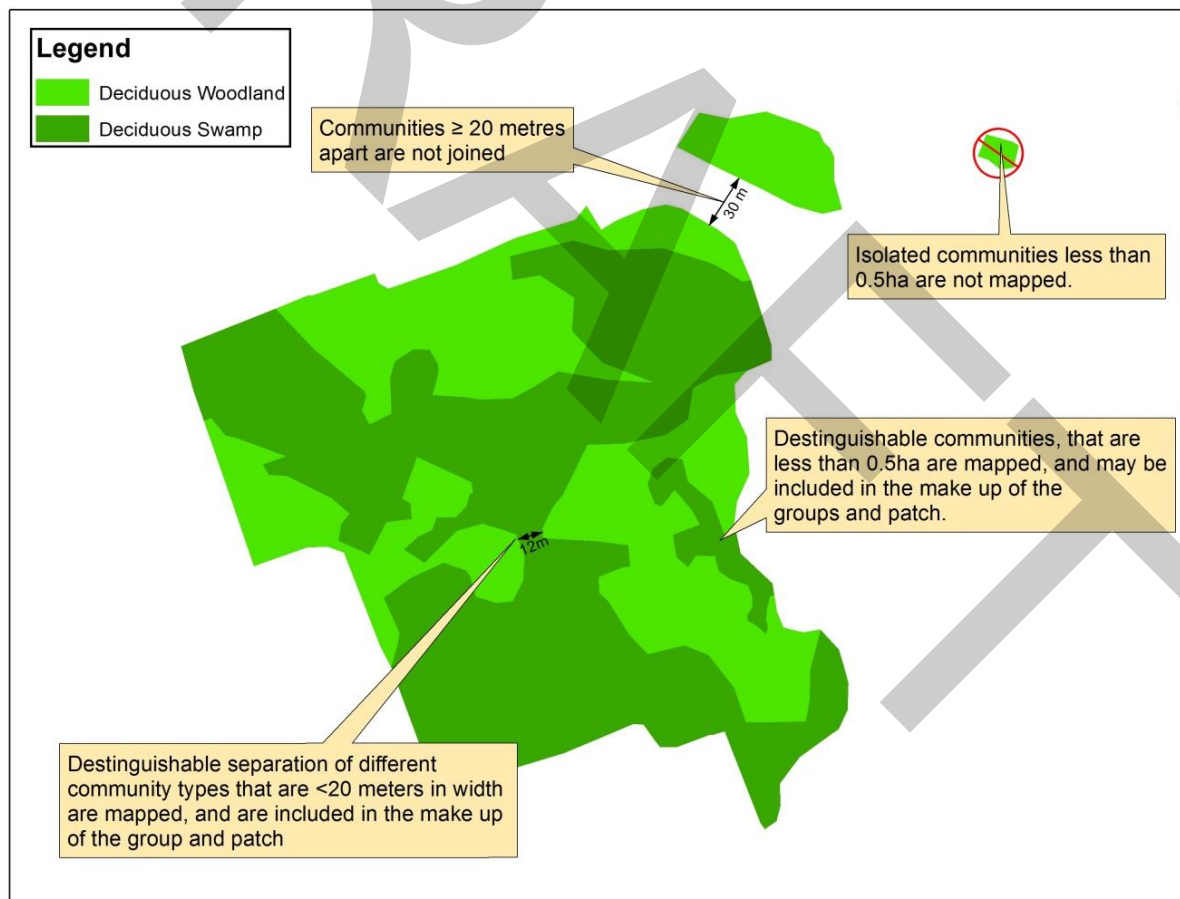 Legend
Deciduous Woodland
Deciduous Swamp
Communities ≥ 20 metres
apart are not joined
30 m
Isolated communities less than
0.5ha are not mapped.
Destinguishable communities, that are
less than 0.5ha are mapped, and may be
included in the make up of the
groups and patch.
12m
Destinguishable separation of different
community types that are <20 meters in width
are mapped, and are included in the make up
of the group and patch
DRAFT